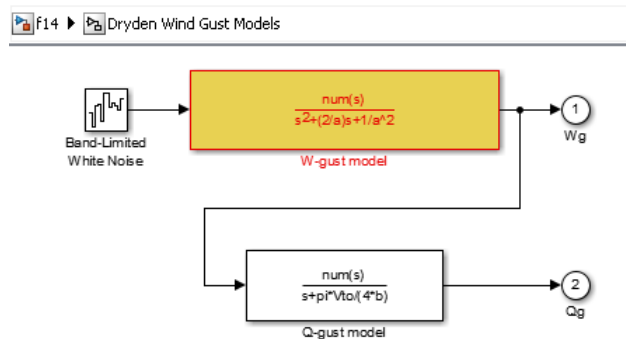 f14 ▶ Dryden Wind Gust Models
num(s)
s^2+(2/a)s+1/a^2
1
Band-Limited
White Noise
W-gust model
Wg
num(s)
s+pi*Vto/(4*b)
2
Q-gust model
Qg